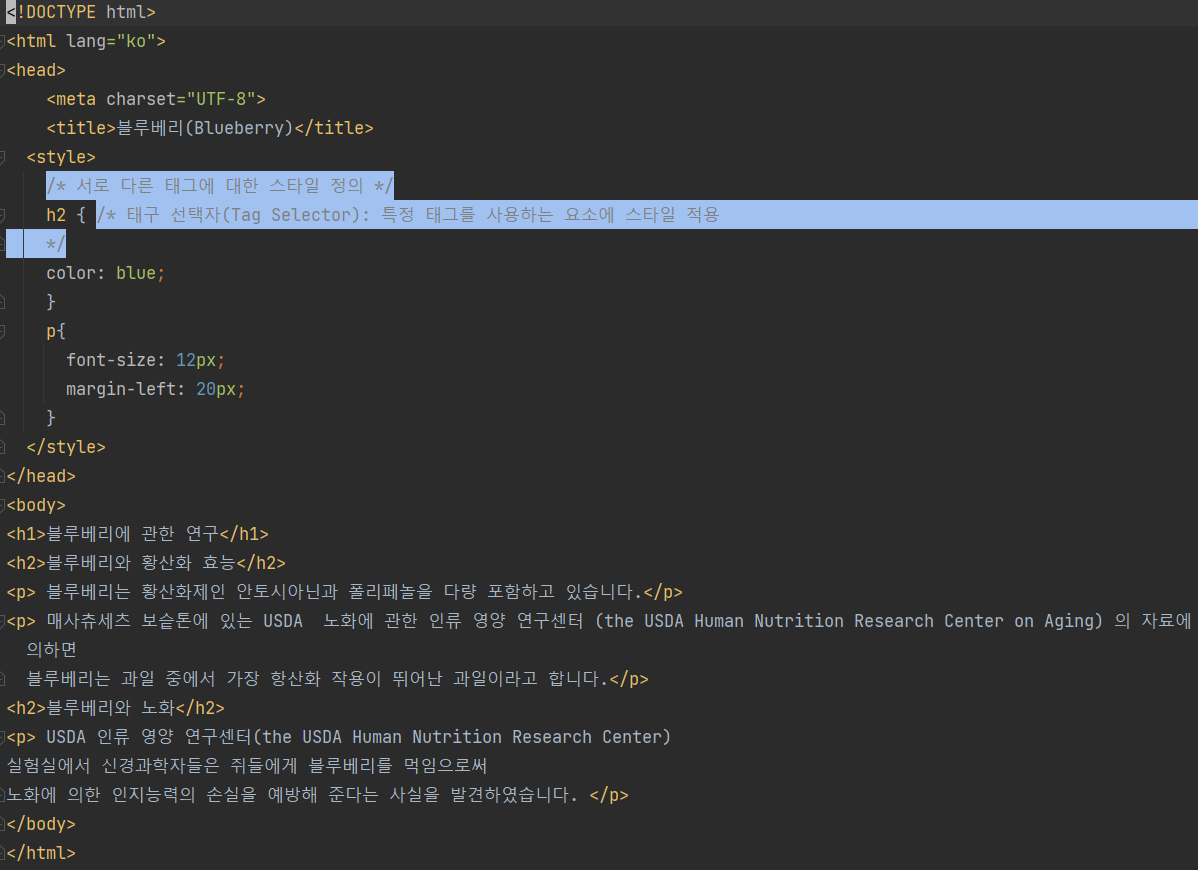 <!DOCTYPE html>
<html lang="ko">
<head>
    <meta charset="UTF-8">
    <title>블루베리(Blueberry)</title>
  <style>
    /* 서로 다른 태그에 대한 스타일 정의 */
    h2 { /* 태구 선택자(Tag Selector): 특정 태그를 사용하는 요소에 스타일 적용
    */
    color: blue;
    }
    p{
      font-size: 12px;
      margin-left: 20px;
    }
  </style>
</head>
<body>
<h1>블루베리에 관한 연구</h1>
<h2>블루베리와 황산화 효능</h2>
<p> 블루베리는 황산화제인 안토시아닌과 폴리페놀을 다량 포함하고 있습니다.</p>
<p> 매사츄세츠 보슽톤에 있는 USDA  노화에 관한 인류 영양 연구센터 (the USDA Human Nutrition Research Center on Aging) 의 자료에
  의하면
  블루베리는 과일 중에서 가장 항산화 작용이 뛰어난 과일이라고 합니다.</p>
<h2>블루베리와 노화</h2>
<p> USDA 인류 영양 연구센터(the USDA Human Nutrition Research Center)
실험실에서 신경과학자들은 쥐들에게 블루베리를 먹임으로써
노화에 의한 인지능력의 손실을 예방해 준다는 사실을 발견하였습니다. </p>
</body>
</html>